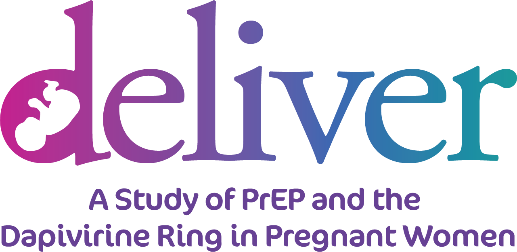 deliver
A Study of PrEP and the
Dapivirine Ring in Pregnant Women